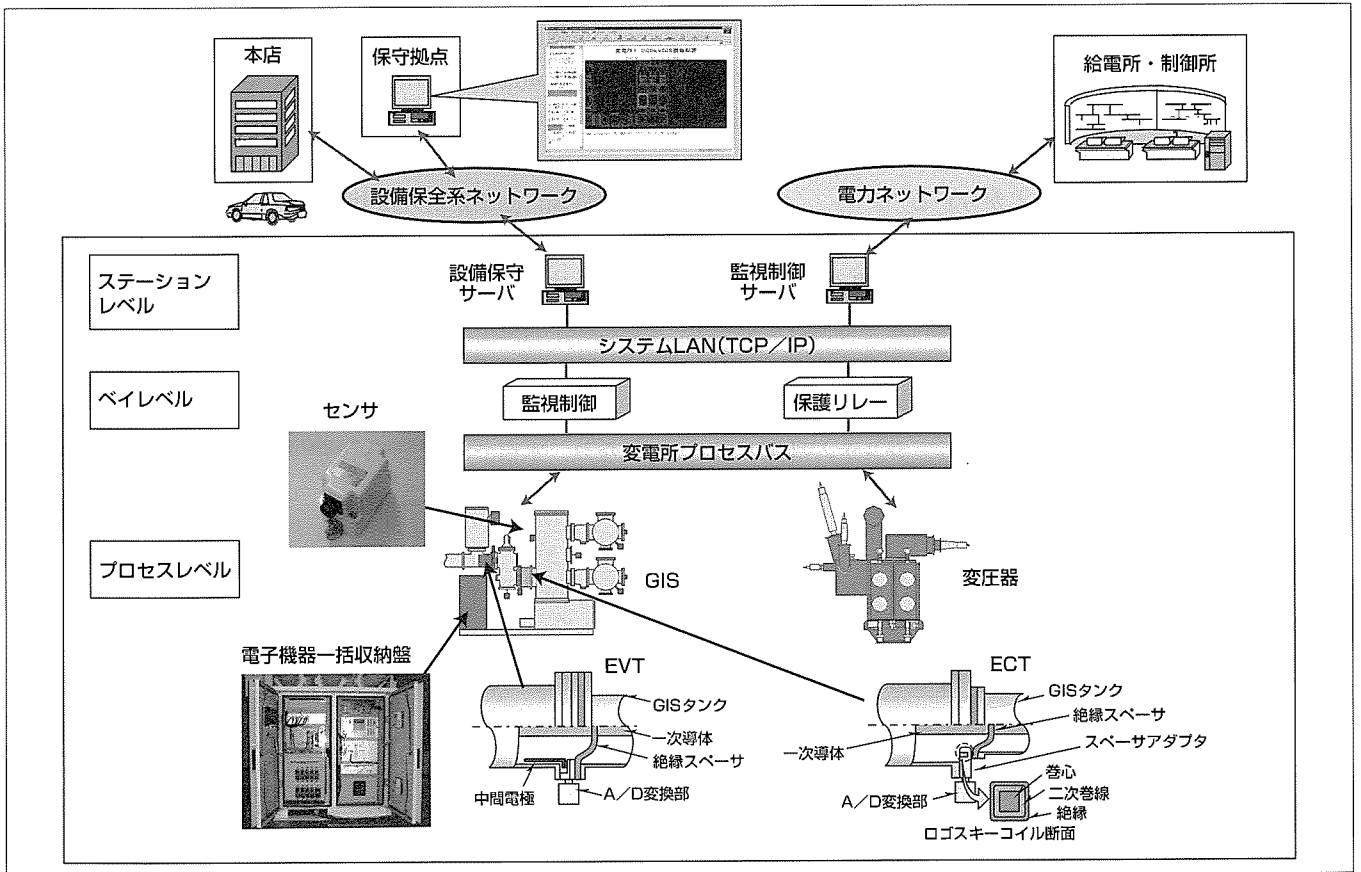 本店
保守拠点
給電所・制御所
設備保全系ネットワーク
電力ネットワーク
ステーション
レベル
設備保守
サーバ
監視制御
サーバ
システムLAN(TCP/IP)
ベイレベル
監視制御
保護リレー
センサ
変電所プロセスバス
プロセスレベル
GIS
変圧器
電子機器一括収納盤
EVT
GISタンク
一次導体
絶縁スペーサ
中間電極
A/D変換部
ECT
GISタンク
絶縁スペーサ
一次導体
スペーサアダプタ
A/D変換部
巻心
二次巻線
絶縁
ロゴスキーコイル断面